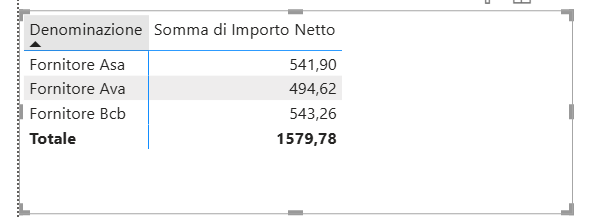 Denominazione Somma di Importo Netto
Fornitore Asa 541,90
Fornitore Ava 494,62
Fornitore Bcb 543,26
Totale 1579,78